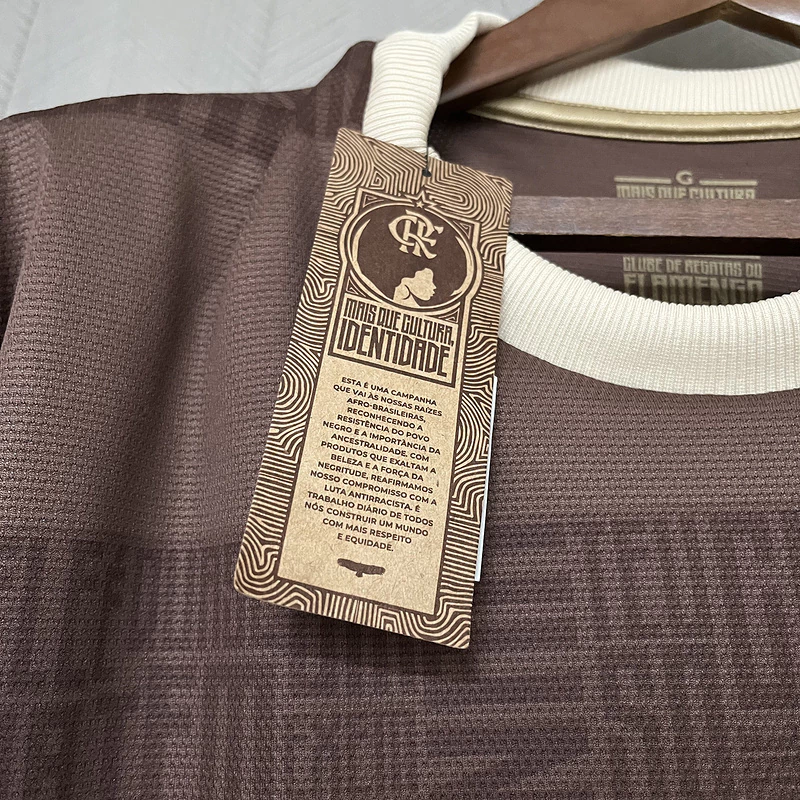 CRF
MAIS QUE CULTURA,
IDENTIDADE
ESTA É UMA CAMPANHA
QUE VAI ÀS NOSSAS RAÍZES
AFRO-BRASILEIRAS,
RECONHECENDO A
RESISTÊNCIA DO POVO
NEGRO E A IMPORTÂNCIA DA
ANCESTRALIDADE. COM
PRODUTOS QUE EXALTAM A
BELEZA E A FORÇA DA
NEGRITUDE, REAFIRMAMOS
NOSSO COMPROMISSO COM A
LUTA ANTIRRACISTA. É
TRABALHO DIÁRIO DE TODOS
NÓS CONSTRUIR UM MUNDO
COM MAIS RESPEITO
E EQUIDADE.
G
MAIS QUE CULTURA
CLUBE DE REGATAS DO
FLAMENGO